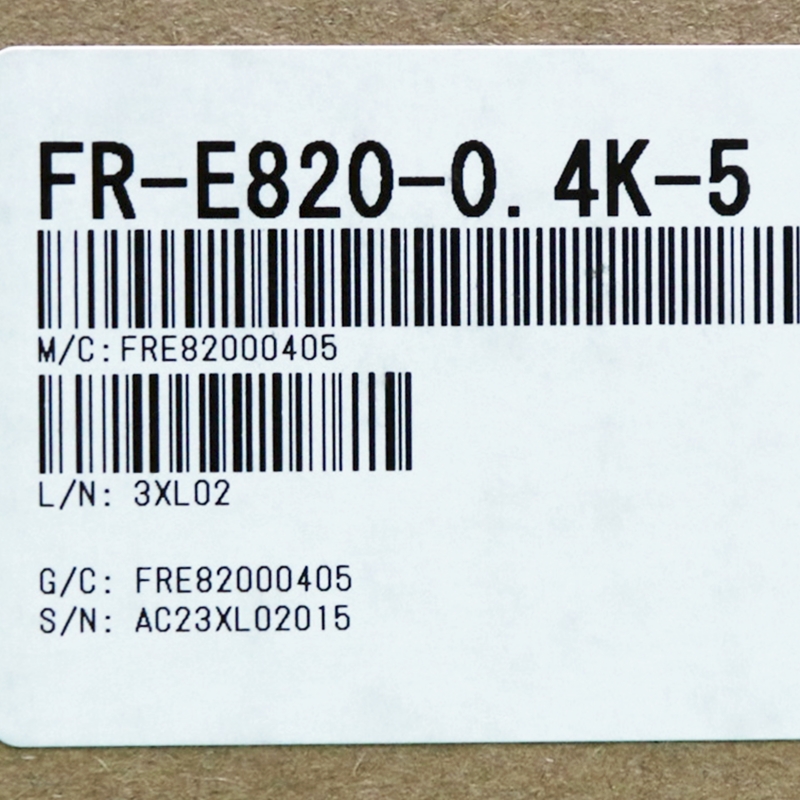 FR-E820-0.4K-5
M/C:FRE82000405
L/N: 3XL02
G/C: FRE82000405
S/N: AC23XL02015